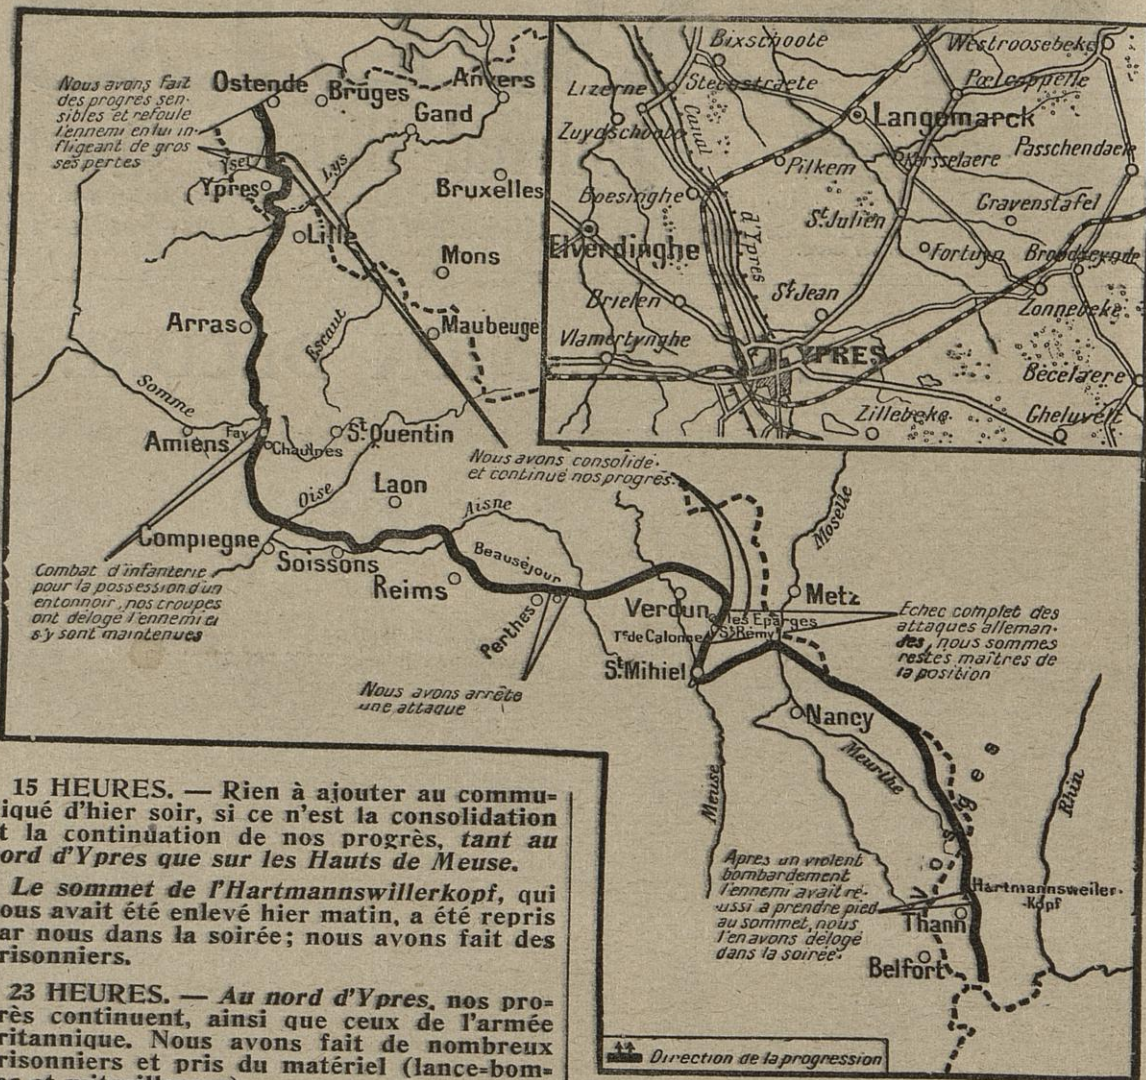 Nous avons fait
des progrès sen-
sibles et refoulé
l'ennemi en lui in-
fligeant de gros
ses pertes
Ostende
Bruges
Anvers
Gand
Yser
Lys
Ypres
Bruxelles
Lille
Mons
Arras
Escaut
Maubeuge
Somme
Amiens
Fay
Chaulnes
St Quentin
Oise
Laon
Aisne
Compiegne
Soissons
Reims
Beauséjour
Perthes
Verdun
les Eparges
St Rémy
Tee de Calonne
St Mihiel
Metz
Moselle
Nancy
Meurthe
Meuse
Vosges
Rhin
Hartmannsweiler-
-Kopf
Thann
Belfort
Nous avons consolidé
et continué nos progrès.
Combat d'infanterie
pour la possession d'un
entonnoir, nos troupes
ont délogé l'ennemi et
s'y sont maintenues
Nous avons arrêté
une attaque
Echec complet des
attaques alleman-
des, nous sommes
restés maîtres de
la position
Apres un violent
bombardement
l'ennemi avait ré-
ussi a prendre pied
au sommet, nous
l'en avons délogé
dans la soirée.
Direction de la progression
Bixschoote
Westroosebeke
Lizerne
Steenstraete
Pœlcappelle
Langemarck
Zuydschoote
Canal
d'Ypres
Pilkem
Kersselaere
Passchendaele
Boesinghe
St Julien
Gravenstafel
Elverdinghe
Fortuyn
Broodseynde
Brielen
St Jean
Zonnebeke
Vlamertynghe
YPRES
Becelaere
Zillebeke
Gheluvelt
15 HEURES. — Rien à ajouter au commu=
iqué d'hier soir, si ce n'est la consolidation
t la continuation de nos progrès, tant au
ord d'Ypres que sur les Hauts de Meuse.
Le sommet de l'Hartmannswillerkopf, qui
ous avait été enlevé hier matin, a été repris
ar nous dans la soirée; nous avons fait des
risonniers.
23 HEURES. — Au nord d'Ypres, nos pro=
rès continuent, ainsi que ceux de l'armée
ritannique. Nous avons fait de nombreux
risonniers et pris du matériel (lance=bom=